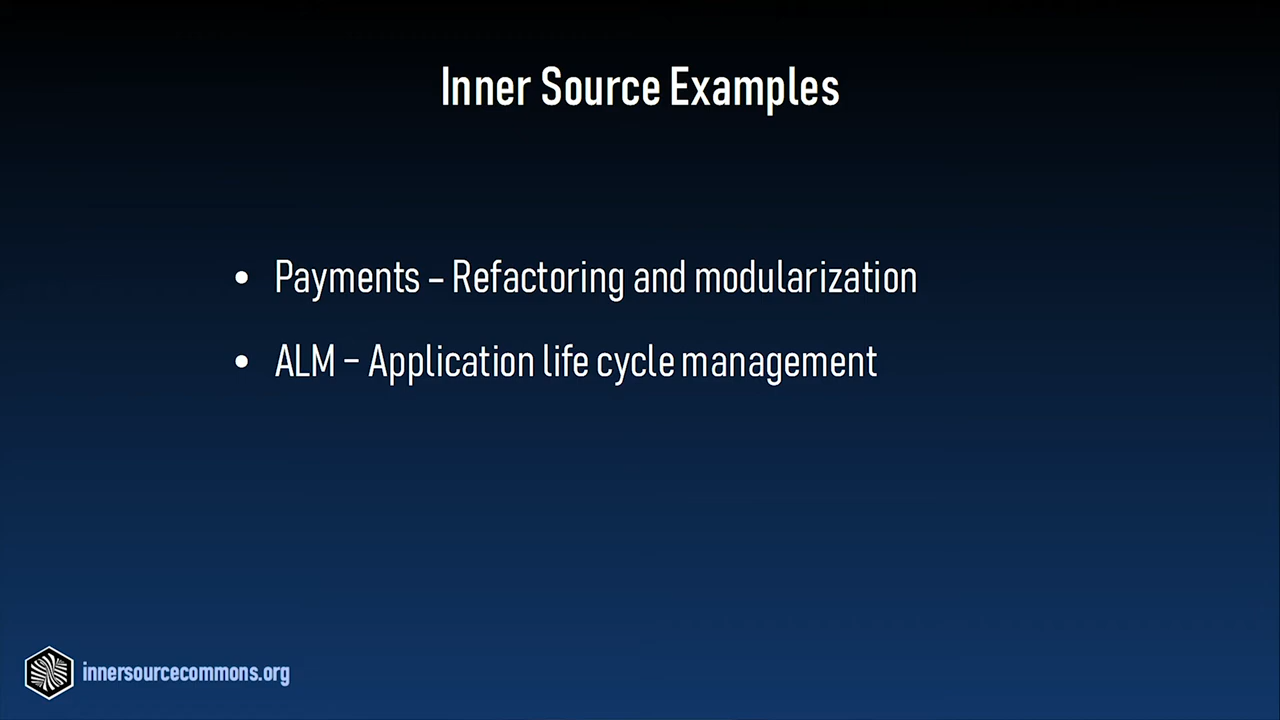 Inner Source Examples
• Payments – Refactoring and modularization
• ALM – Application life cycle management
innersourcecommons.org